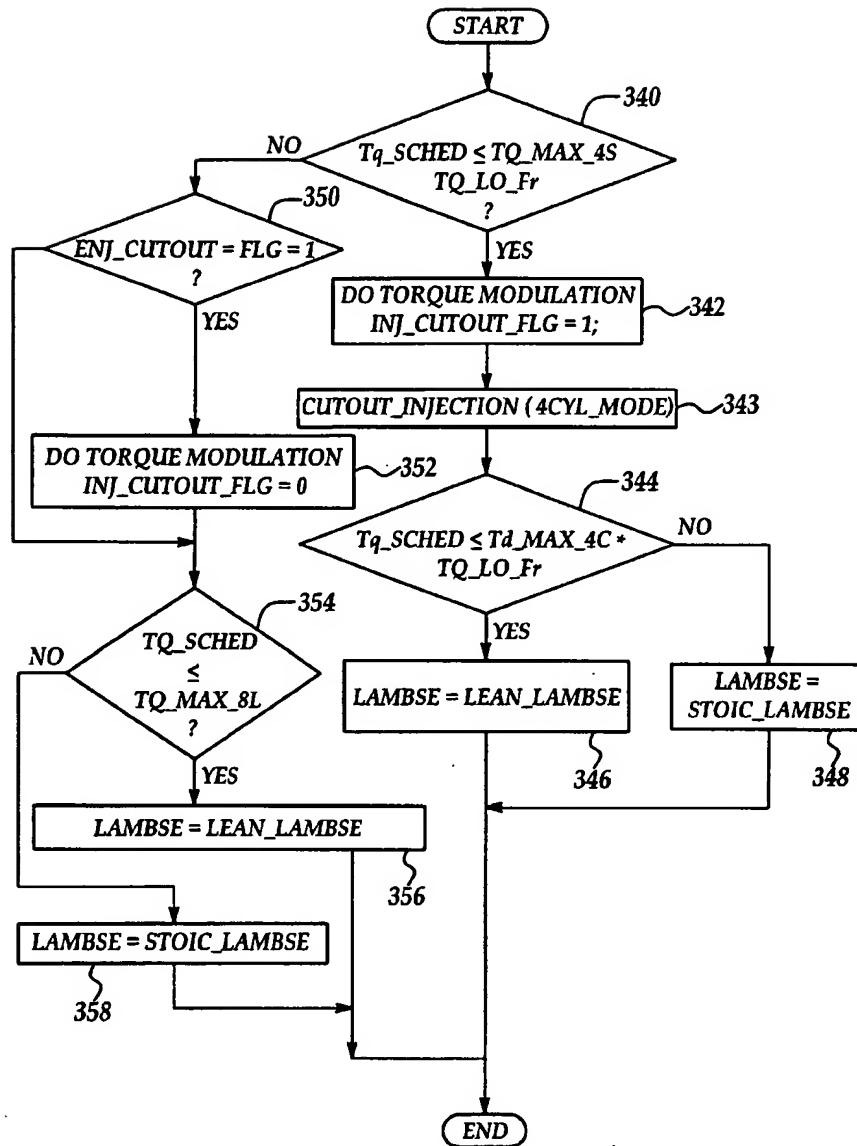 START
340
Tq_SCHED ≤ TQ_MAX_4S
TQ_LO_Fr
?
NO
YES
350
ENJ_CUTOUT = FLG = 1
?
YES
DO TORQUE MODULATION
INJ_CUTOUT_FLG = 1;
342
CUTOUT_INJECTION ( 4CYL_MODE)
343
DO TORQUE MODULATION
INJ_CUTOUT_FLG = 0
352
344
Tq_SCHED ≤ Td_MAX_4C *
TQ_LO_Fr
NO
YES
354
TQ_SCHED
≤
TQ_MAX_8L
?
NO
YES
LAMBSE = LEAN_LAMBSE
346
LAMBSE =
STOIC_LAMBSE
348
LAMBSE = LEAN_LAMBSE
356
LAMBSE = STOIC_LAMBSE
358
END